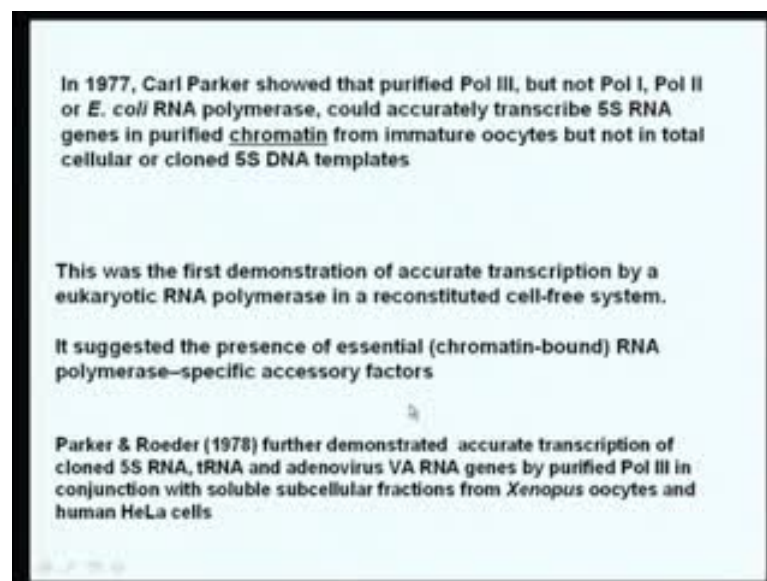 In 1977, Carl Parker showed that purified Pol III, but not Pol I, Pol II
or E. coli RNA polymerase, could accurately transcribe 5S RNA
genes in purified chromatin from immature oocytes but not in total
cellular or cloned 5S DNA templates
This was the first demonstration of accurate transcription by a
eukaryotic RNA polymerase in a reconstituted cell-free system.
It suggested the presence of essential (chromatin-bound) RNA
polymerase–specific accessory factors
Parker & Roeder (1978) further demonstrated accurate transcription of
cloned 5S RNA, tRNA and adenovirus VA RNA genes by purified Pol III in
conjunction with soluble subcellular fractions from Xenopus oocytes and
human HeLa cells